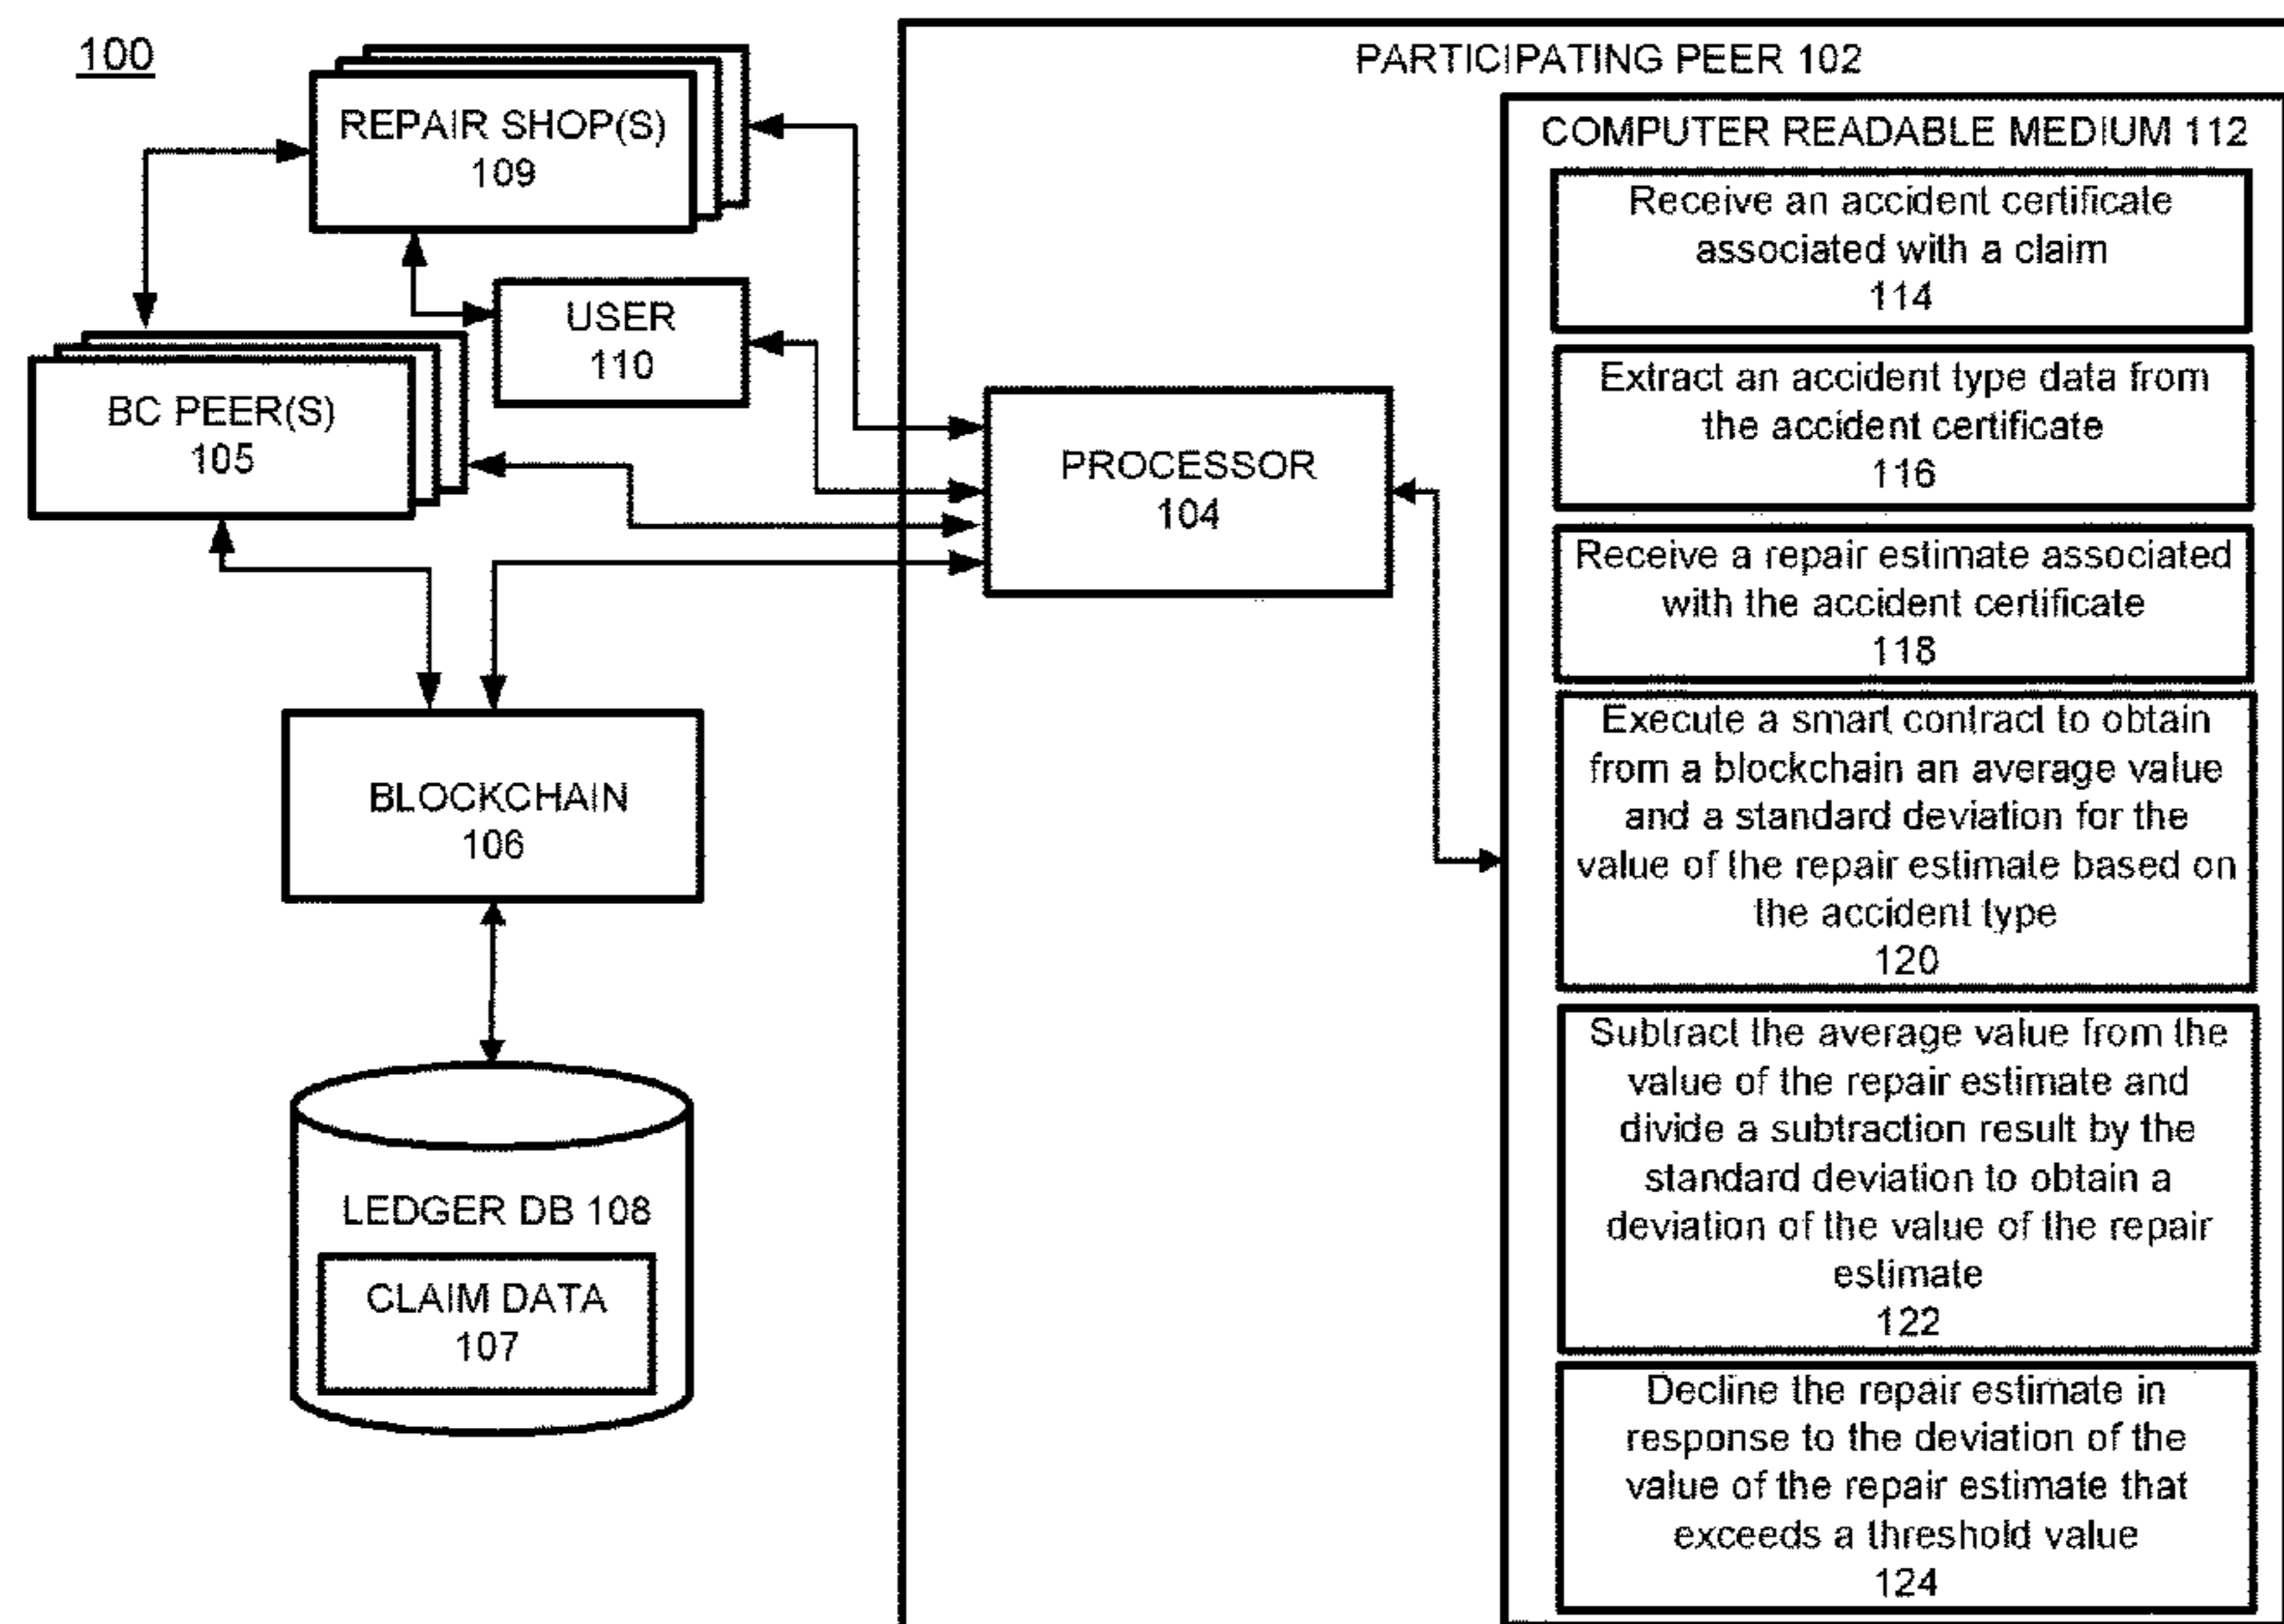 100
REPAIR SHOP(S)
109
USER
110
BC PEER(S)
105
BLOCKCHAIN
106
LEDGER DB 108
CLAIM DATA
107
PARTICIPATING PEER 102
PROCESSOR
104
COMPUTER READABLE MEDIUM 112
Receive an accident certificate
associated with a claim
114
Extract an accident type data from
the accident certificate
116
Receive a repair estimate associated
with the accident certificate
118
Execute a smart contract to obtain
from a blockchain an average value
and a standard deviation for the
value of the repair estimate based on
the accident type
120
Subtract the average value from the
value of the repair estimate and
divide a subtraction result by the
standard deviation to obtain a
deviation of the value of the repair
estimate
122
Decline the repair estimate in
response to the deviation of the
value of the repair estimate that
exceeds a threshold value
124